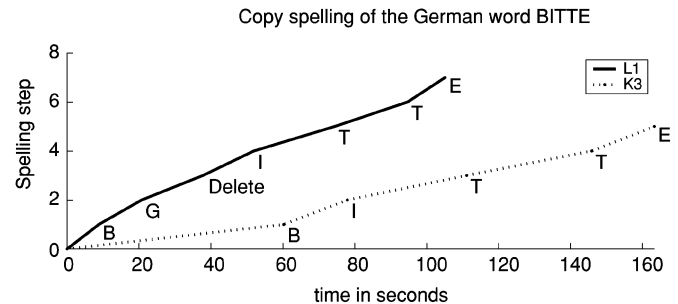 Copy spelling of the German word BITTE
8
6
4
2
0
Spelling step
L1
K3
B
G
Delete
I
T
T
E
B
I
T
T
E
0 20 40 60 80 100 120 140 160
time in seconds